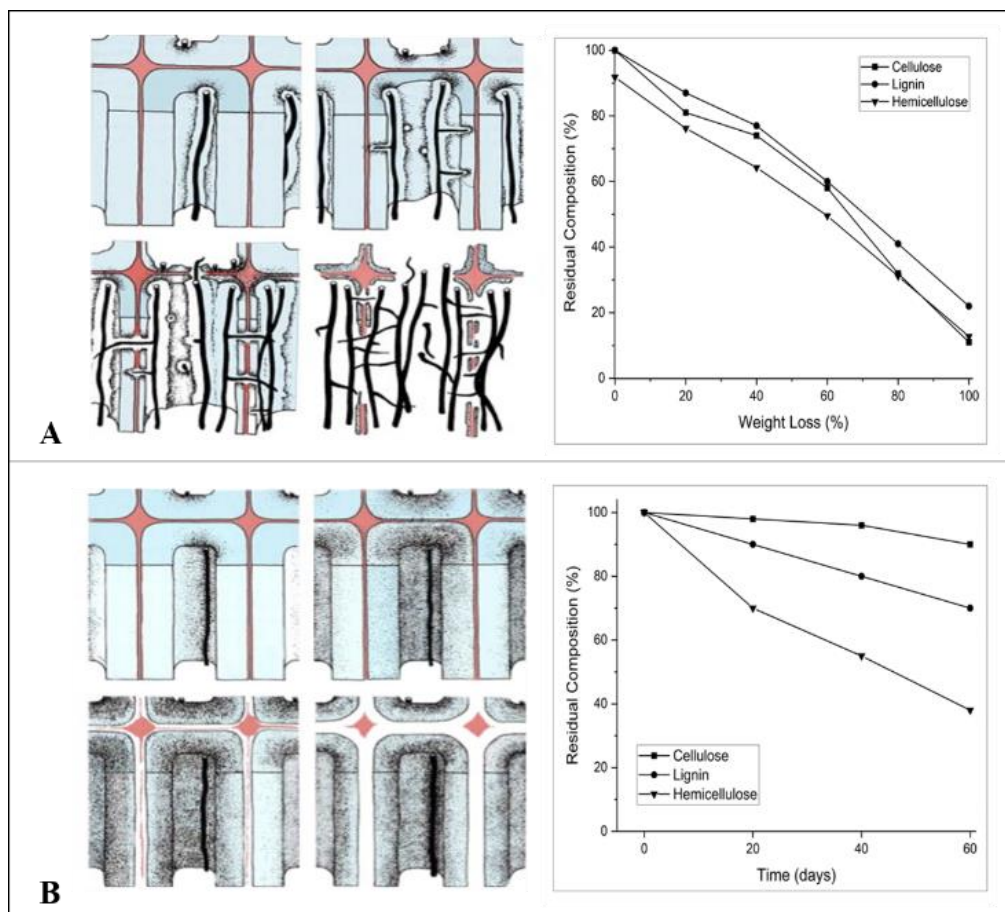 A
100
80
60
40
20
0
Residual Composition (%)
Cellulose
Lignin
Hemicellulose
0 20 40 60 80 100
Weight Loss (%)
B
100
80
60
40
20
0
Residual Composition (%)
Cellulose
Lignin
Hemicellulose
0 20 40 60
Time (days)